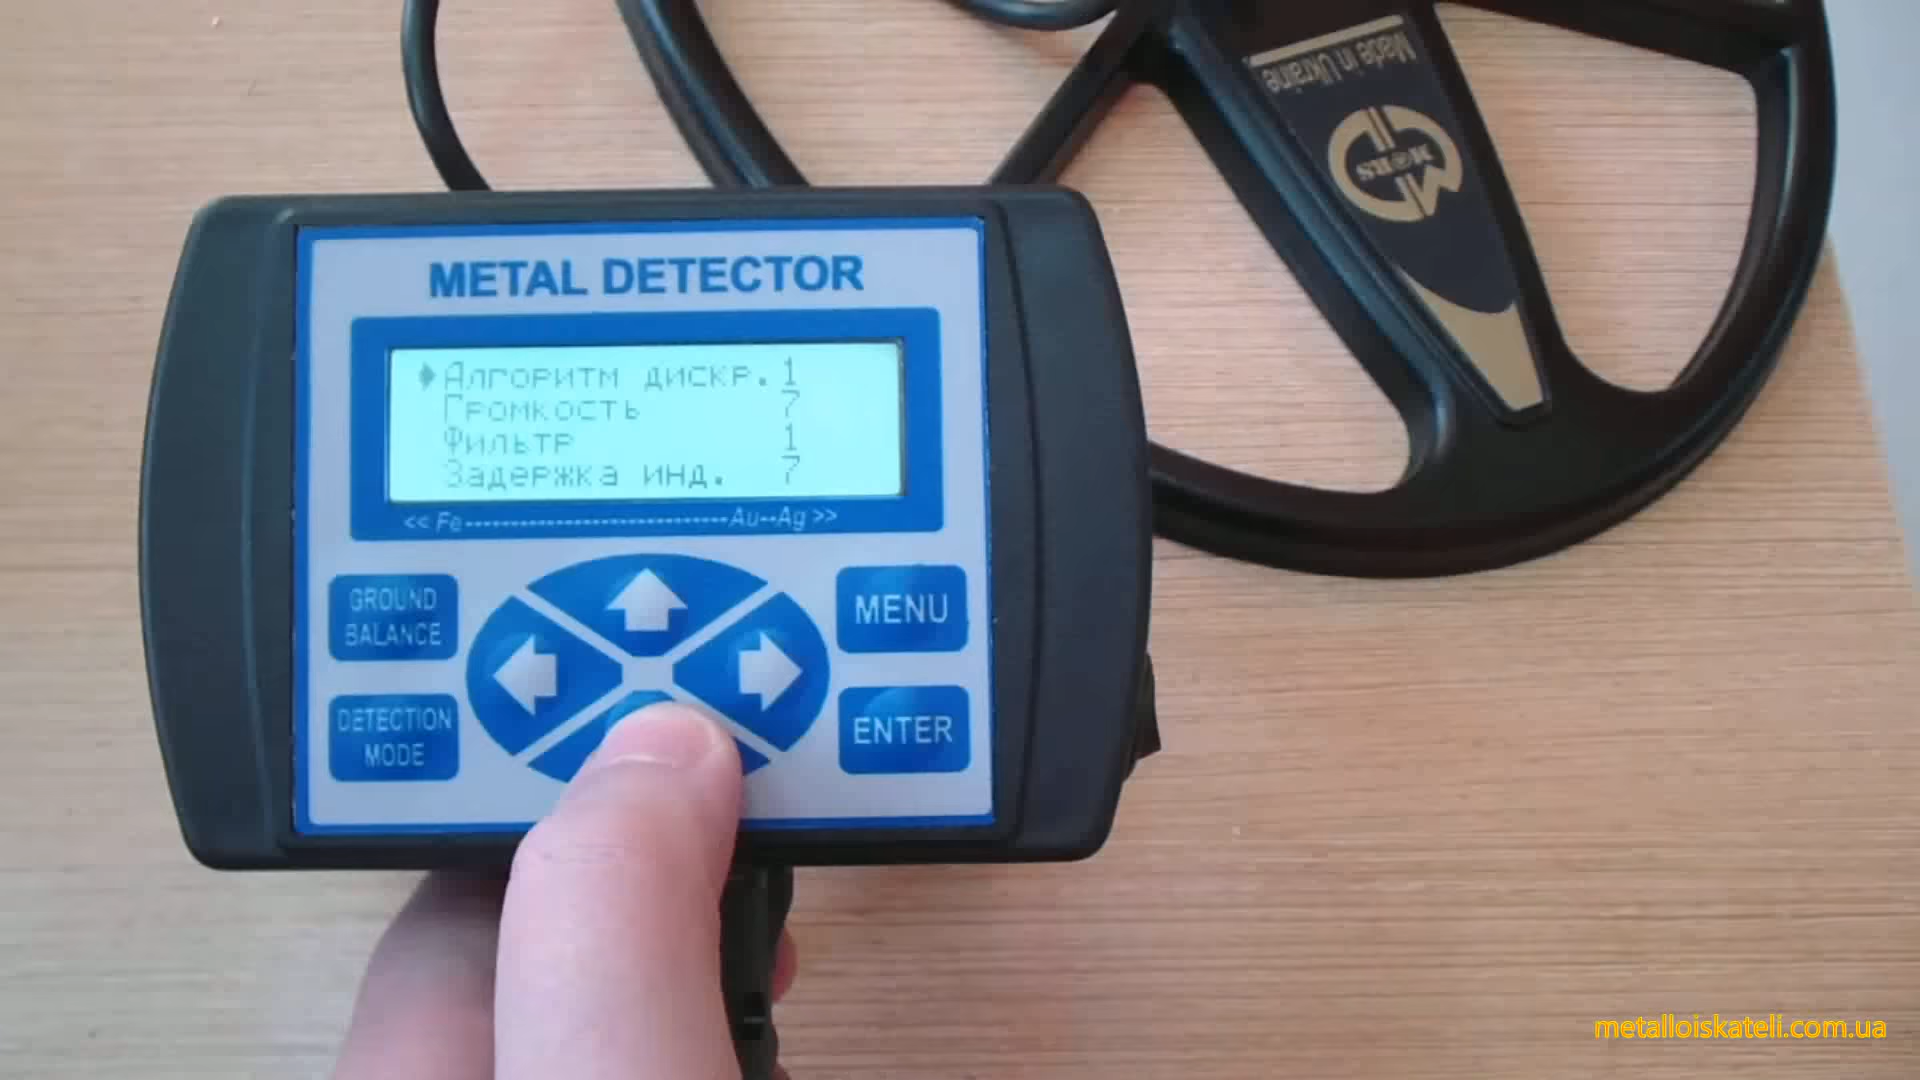 Made in Ukraine
MARS
METAL DETECTOR
Алгоритм дискр. 1
Громкость 7
Фильтр 1
Задержка инд. 7
<< Fe-----------------------------Au--Ag >>
GROUND
BALANCE
MENU
DETECTION
MODE
ENTER
metalloiskateli.com.ua